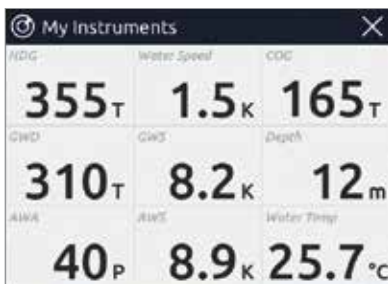 My Instruments
HDG Water Speed COG
355T 1.5K 165T
GWD GWS Depth
310T 8.2K 12m
AWA AWS Water Temp
40P 8.9K 25.7°C